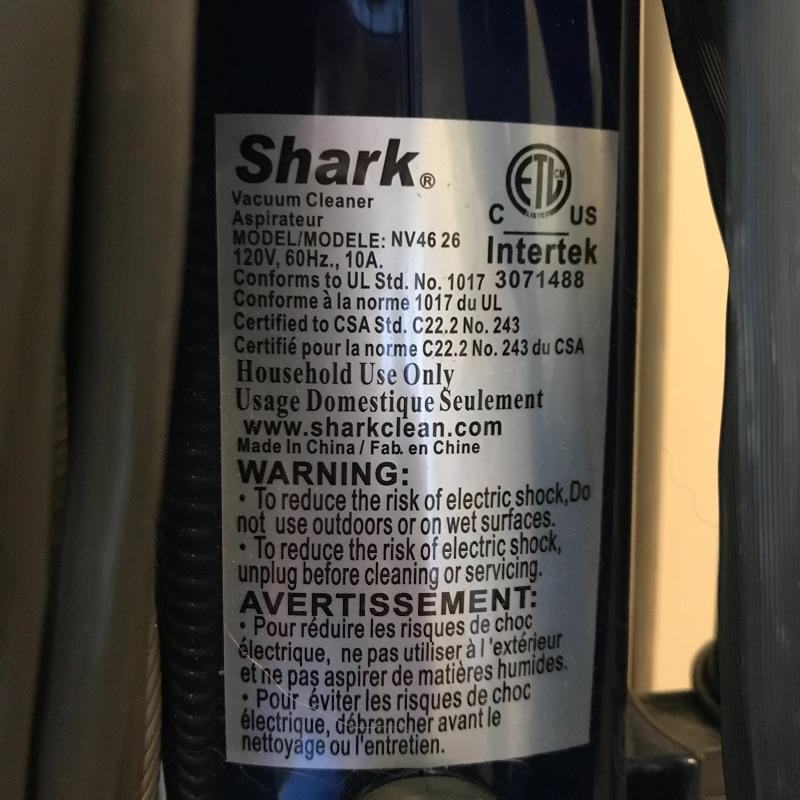 Shark®
Vacuum Cleaner
Aspirateur
MODEL/MODELE: NV46 26
120V, 60Hz., 10A.
ETL CM
LISTED
C US
Intertek
3071488
Conforms to UL Std. No. 1017
Conforme à la norme 1017 du UL
Certified to CSA Std. C22.2 No. 243
Certifié pour la norme C22.2 No. 243 du CSA
Household Use Only
Usage Domestique Seulement
www.sharkclean.com
Made In China / Fab. en Chine
WARNING:
• To reduce the risk of electric shock,Do
not use outdoors or on wet surfaces.
• To reduce the risk of electric shock,
unplug before cleaning or servicing.
AVERTISSEMENT:
• Pour réduire les risques de choc
électrique, ne pas utiliser à l'extérieur
et ne pas aspirer de matières humides.
• Pour éviter les risques de choc
électrique, débrancher avant le
nettoyage ou l'entretien.